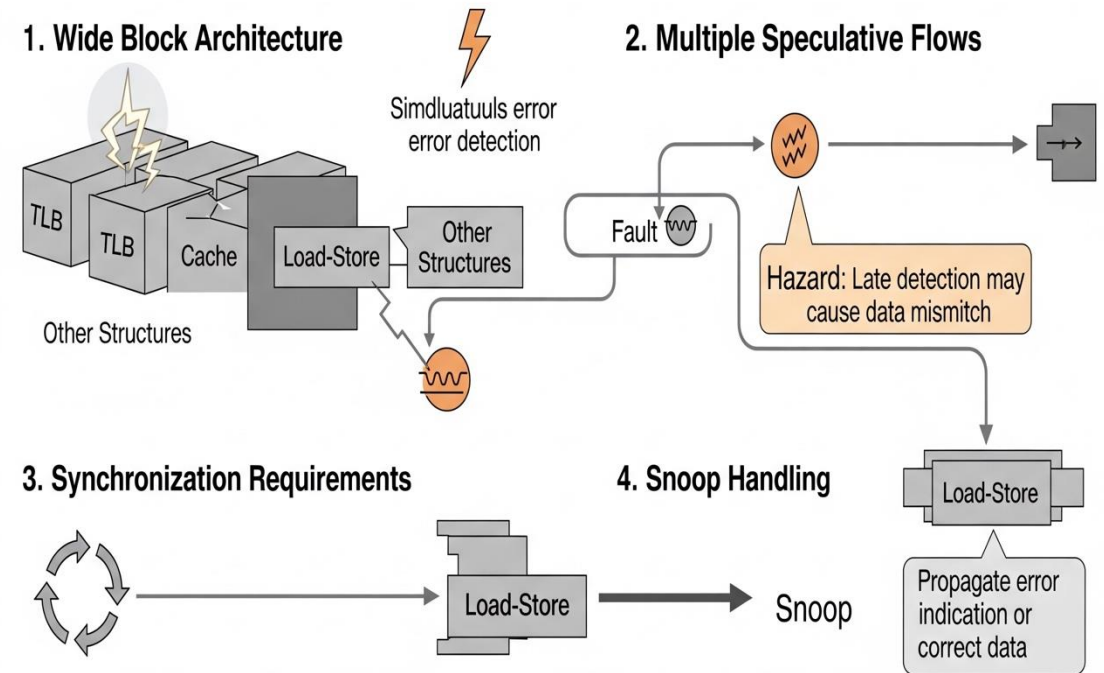 1. Wide Block Architecture
Simdluatuuls error
error detection
TLB
TLB
Cache
Load-Store
Other
Structures
Other Structures
2. Multiple Speculative Flows
Fault
Hazard: Late detection may
cause data mismitch
3. Synchronization Requirements
Load-Store
4. Snoop Handling
Snoop
Load-Store
Propagate error
indication or
correct data